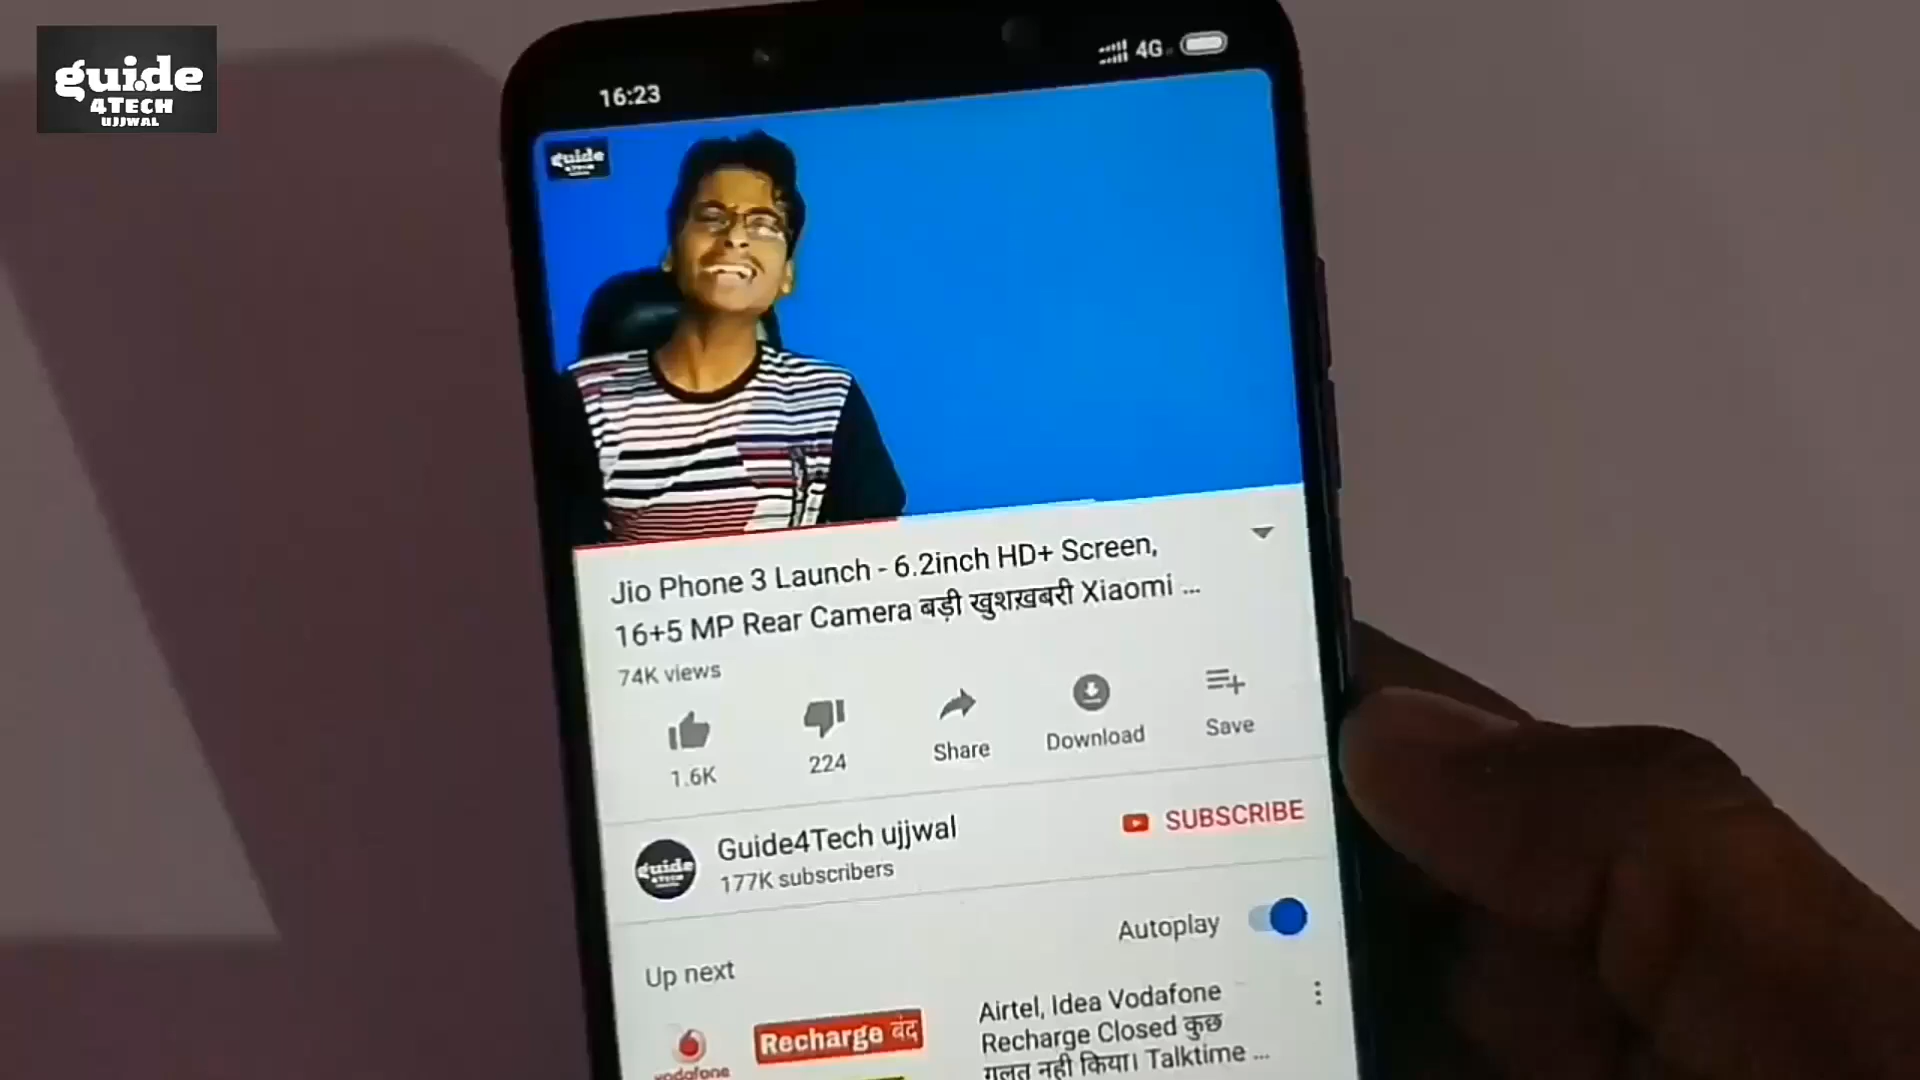 guide
4TECH
UJJWAL
16:23
4G
guide
Jio Phone 3 Launch - 6.2inch HD+ Screen,
16+5 MP Rear Camera बड़ी खुशख़बरी Xiaomi ...
74K views
1.6K
224
Share
Download
Save
Guide4Tech ujjwal
177K subscribers
SUBSCRIBE
guide
Autoplay
Up next
Recharge बंद
vodafone
Airtel, Idea Vodafone
Recharge Closed कुछ
गलत नही किया। Talktime ...